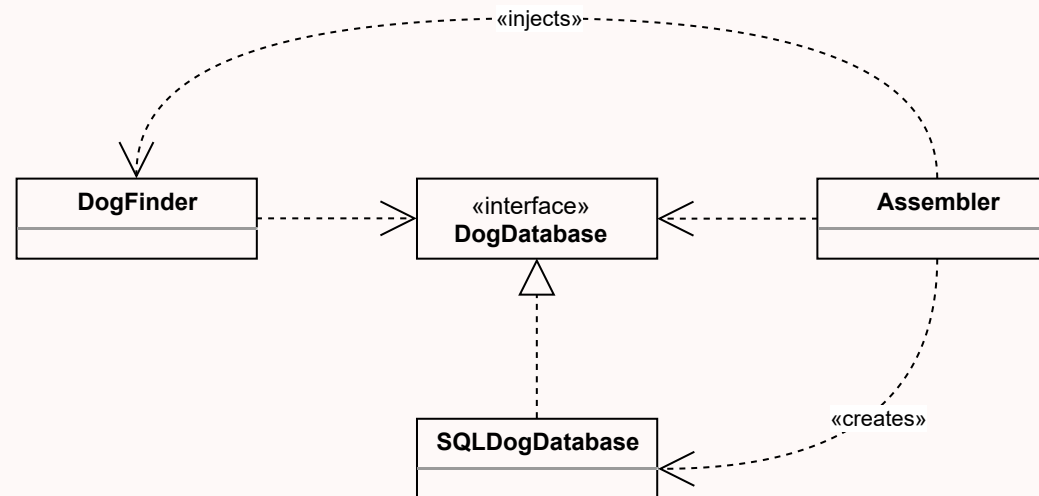 «injects»
DogFinder
«interface»
DogDatabase
Assembler
«creates»
SQLDogDatabase